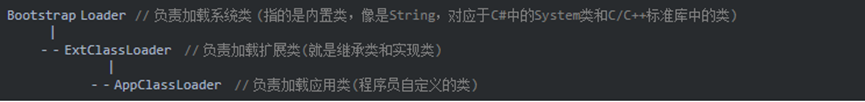 Bootstrap Loader //负责加载系统类 (指的是内置类，像是String，对应于C#中的System类和C/C++标准库中的类)
|
--ExtClassLoader //负责加载扩展类(就是继承类和实现类)
|
--AppClassLoader //负责加载应用类(程序员自定义的类)